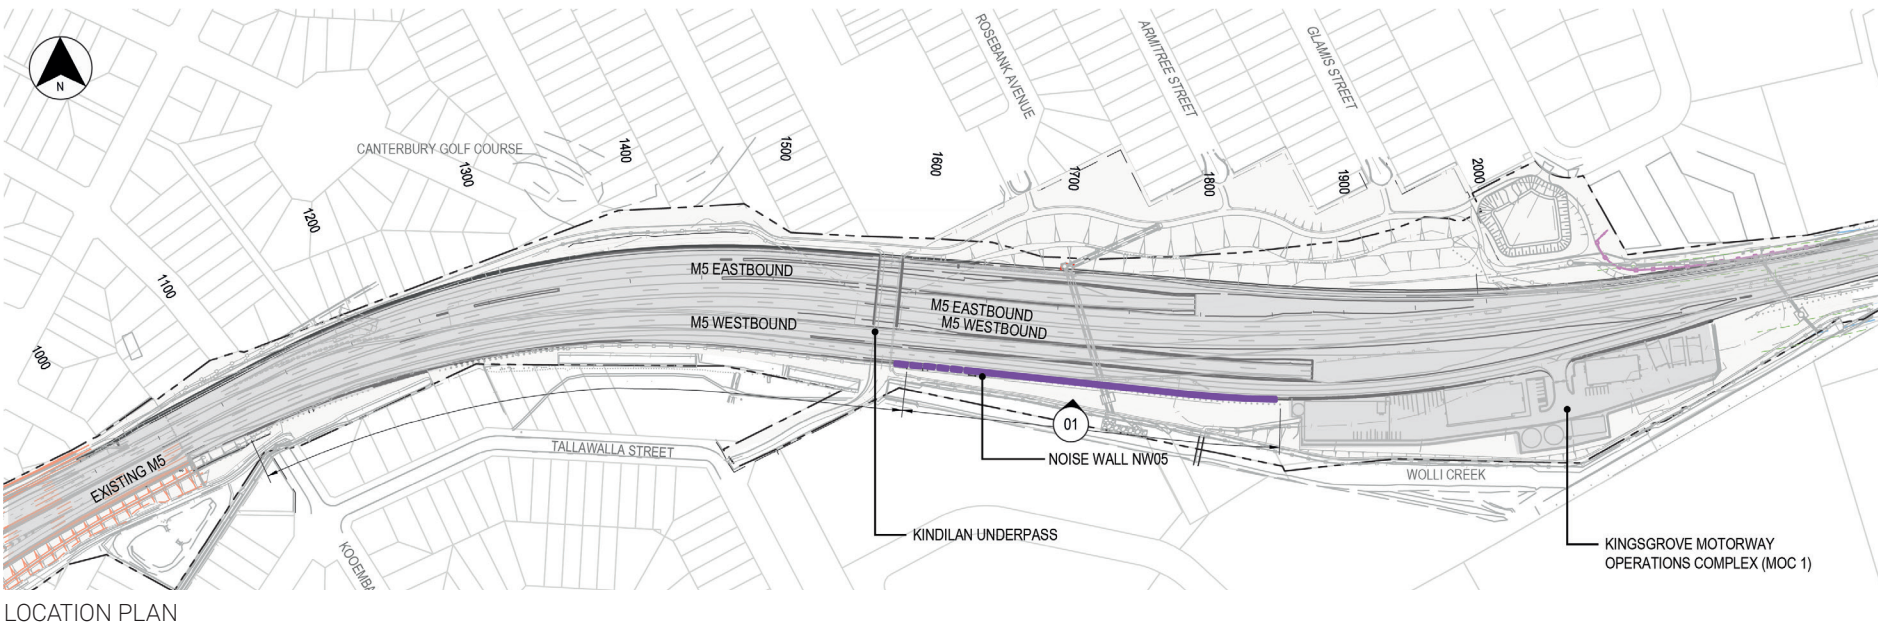 N
CANTERBURY GOLF COURSE
ROSEBANK AVENUE
ARMITREE STREET
GLAMIS STREET
1000
1100
1200
1300
1400
1500
1600
1700
1800
1900
2000
M5 EASTBOUND
M5 WESTBOUND
M5 EASTBOUND
M5 WESTBOUND
EXISTING M5
TALLAWALLA STREET
01
NOISE WALL NW05
WOLLI CREEK
KINDILAN UNDERPASS
KINGSGROVE MOTORWAY
OPERATIONS COMPLEX (MOC 1)
LOCATION PLAN